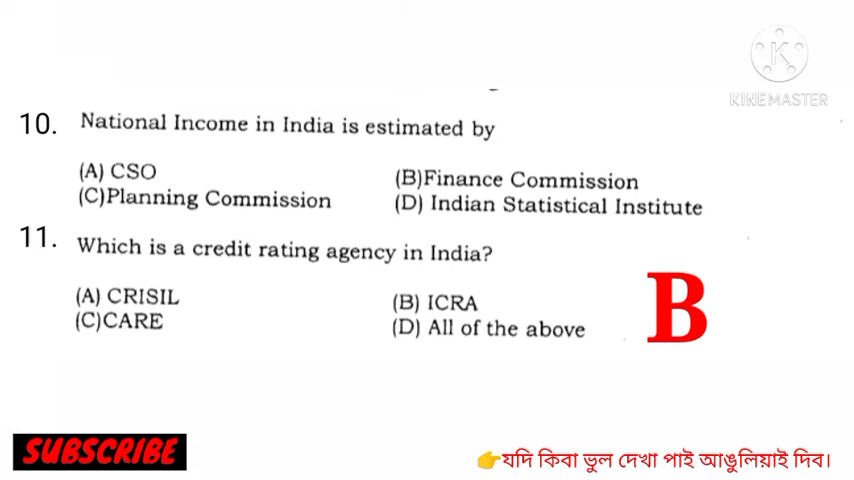 K
KINEMASTER
10. National Income in India is estimated by
(A) CSO (B)Finance Commission
(C)Planning Commission (D) Indian Statistical Institute
11. Which is a credit rating agency in India?
(A) CRISIL (B) ICRA
(C)CARE (D) All of the above
B
SUBSCRIBE
👉যদি কিবা ভুল দেখা পাই আঙুলিয়াই দিব।